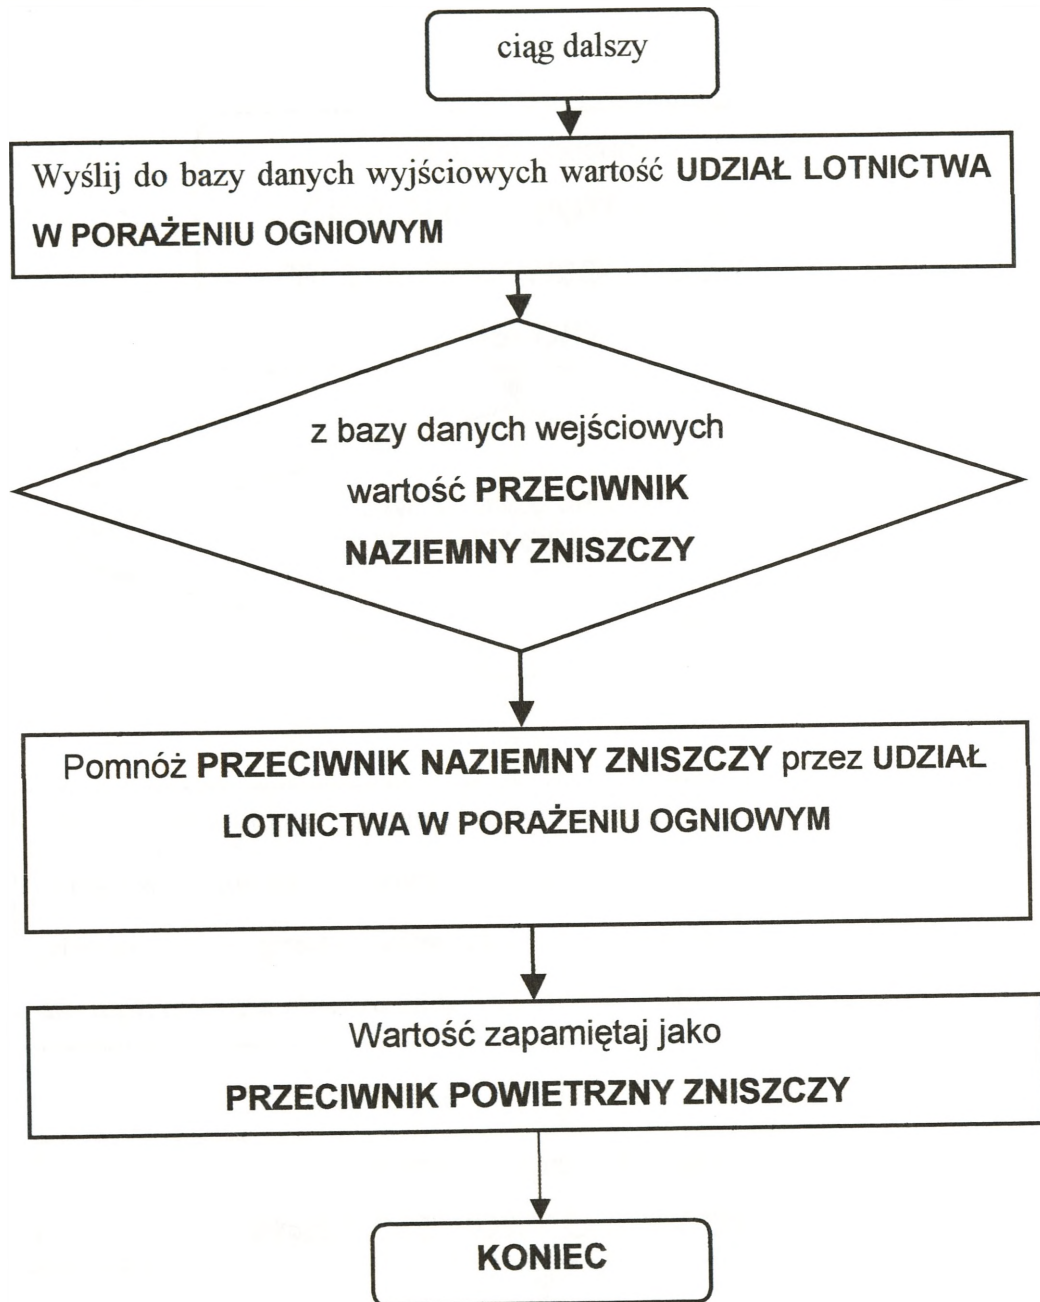 ciąg dalszy
Wyślij do bazy danych wyjściowych wartość UDZIAŁ LOTNICTWA
W PORAŻENIU OGNIOWYM
z bazy danych wejściowych
wartość PRZECIWNIK
NAZIEMNY ZNISZCZY
Pomnóż PRZECIWNIK NAZIEMNY ZNISZCZY przez UDZIAŁ
LOTNICTWA W PORAŻENIU OGNIOWYM
Wartość zapamiętaj jako
PRZECIWNIK POWIETRZNY ZNISZCZY
KONIEC